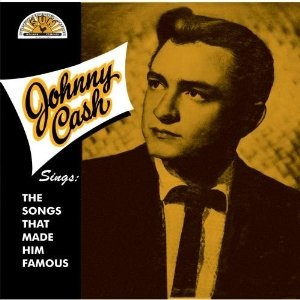 Johnny
Cash
Sings:
THE
SONGS
THAT
MADE
HIM
FAMOUS